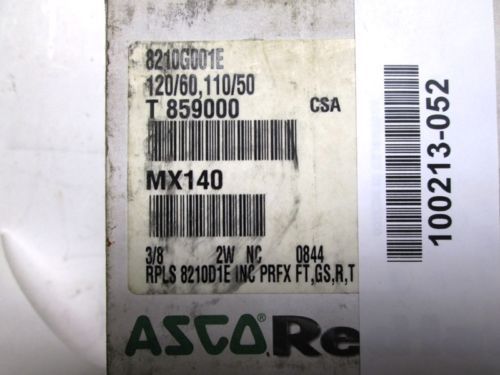 8210G001E
120/60,110/50
T 859000 CSA
MX140
3/8 2W NC 0844
RPLS 8210D1E INC PRFX FT,GS,R,T
ASCO® Re
100213-052